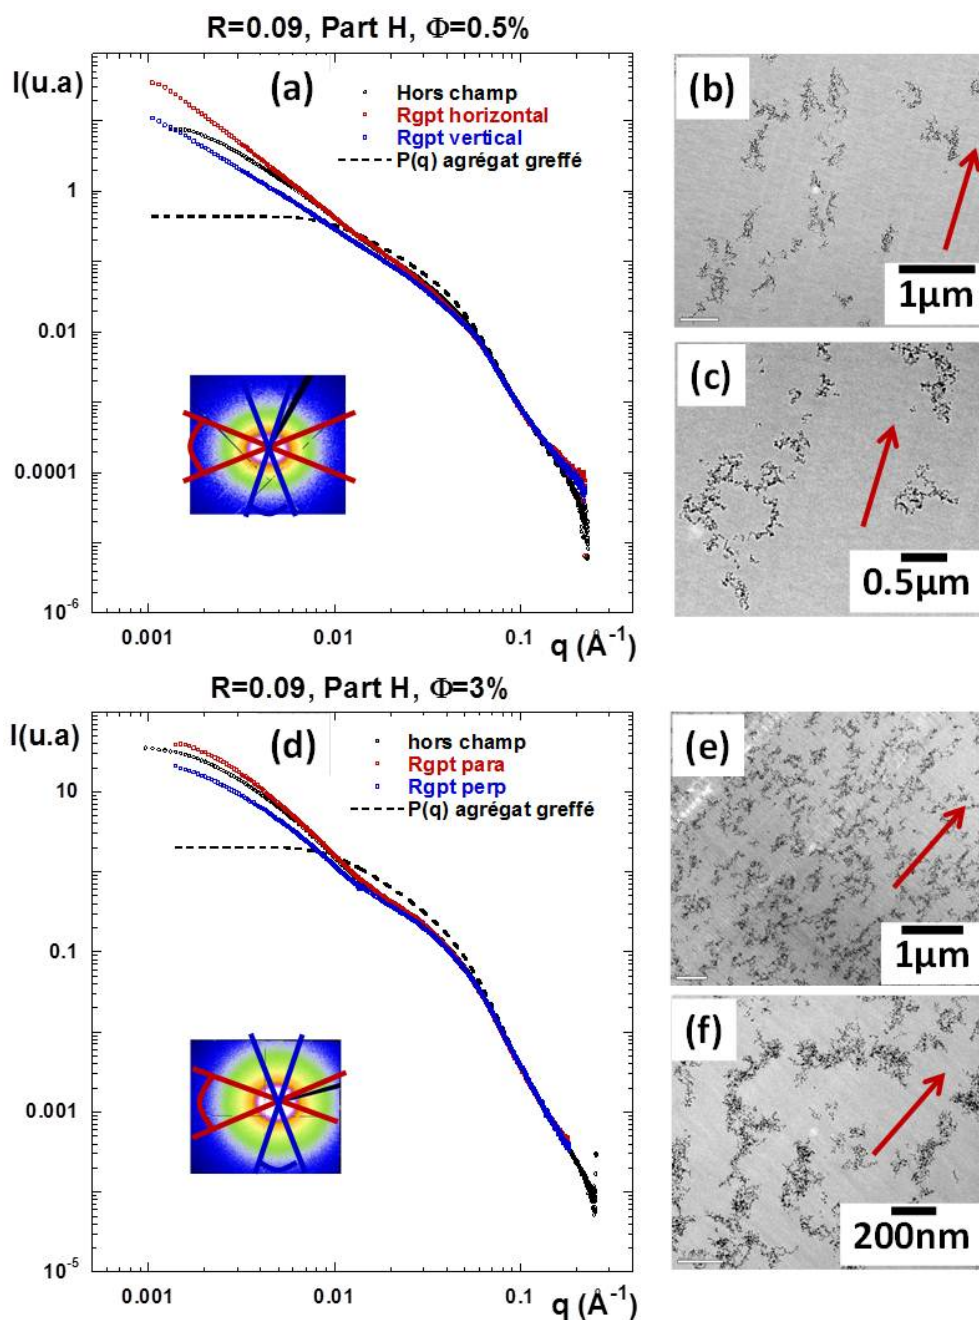 R=0.09, Part H, Φ=0.5%
I(u.a)
(a)
Hors champ
Rgpt horizontal
Rgpt vertical
P(q) agrégat greffé
1
0.01
0.0001
10⁻⁶
0.001
0.01
0.1
q (Å⁻¹)
(b)
1µm
(c)
0.5µm
R=0.09, Part H, Φ=3%
I(u.a)
(d)
hors champ
Rgpt para
Rgpt perp
P(q) agrégat greffé
10
0.1
0.001
10⁻⁵
0.001
0.01
0.1
q (Å⁻¹)
(e)
1µm
(f)
200nm